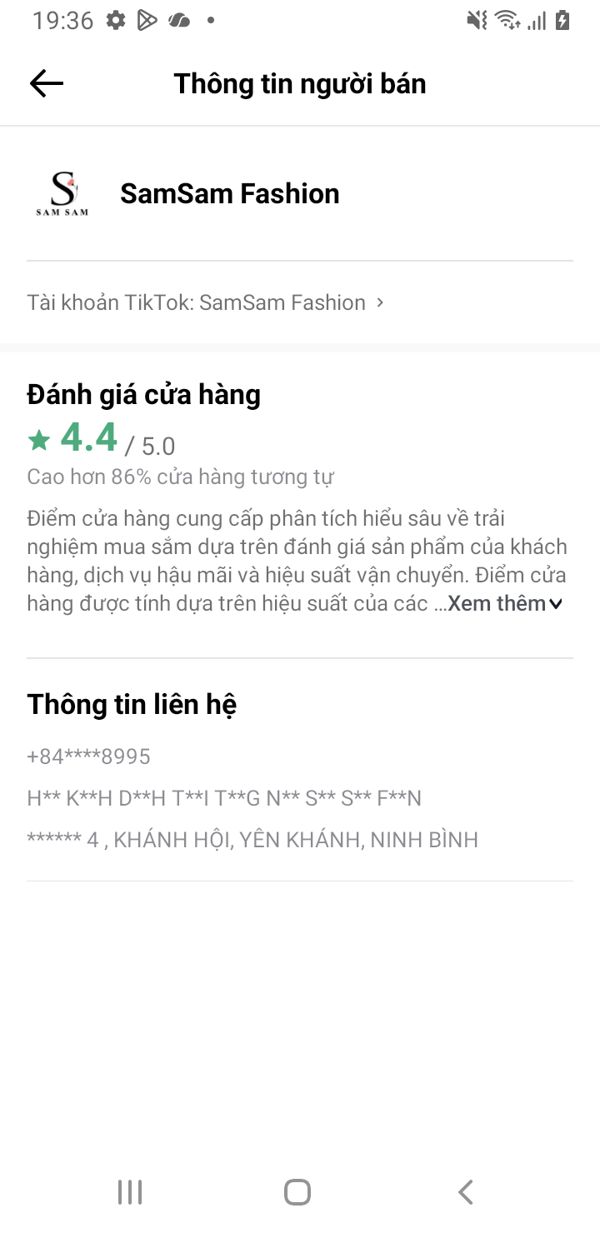 19:36
Thông tin người bán
S
SAM SAM
SamSam Fashion
Tài khoản TikTok: SamSam Fashion >
Đánh giá cửa hàng
4.4 / 5.0
Cao hơn 86% cửa hàng tương tự
Điểm cửa hàng cung cấp phân tích hiểu sâu về trải
nghiệm mua sắm dựa trên đánh giá sản phẩm của khách
hàng, dịch vụ hậu mãi và hiệu suất vận chuyển. Điểm cửa
hàng được tính dựa trên hiệu suất của các ...Xem thêm
Thông tin liên hệ
+84****8995
H** K**H D**H T**I T**G N** S** S** F**N
****** 4 , KHÁNH HỘI, YÊN KHÁNH, NINH BÌNH